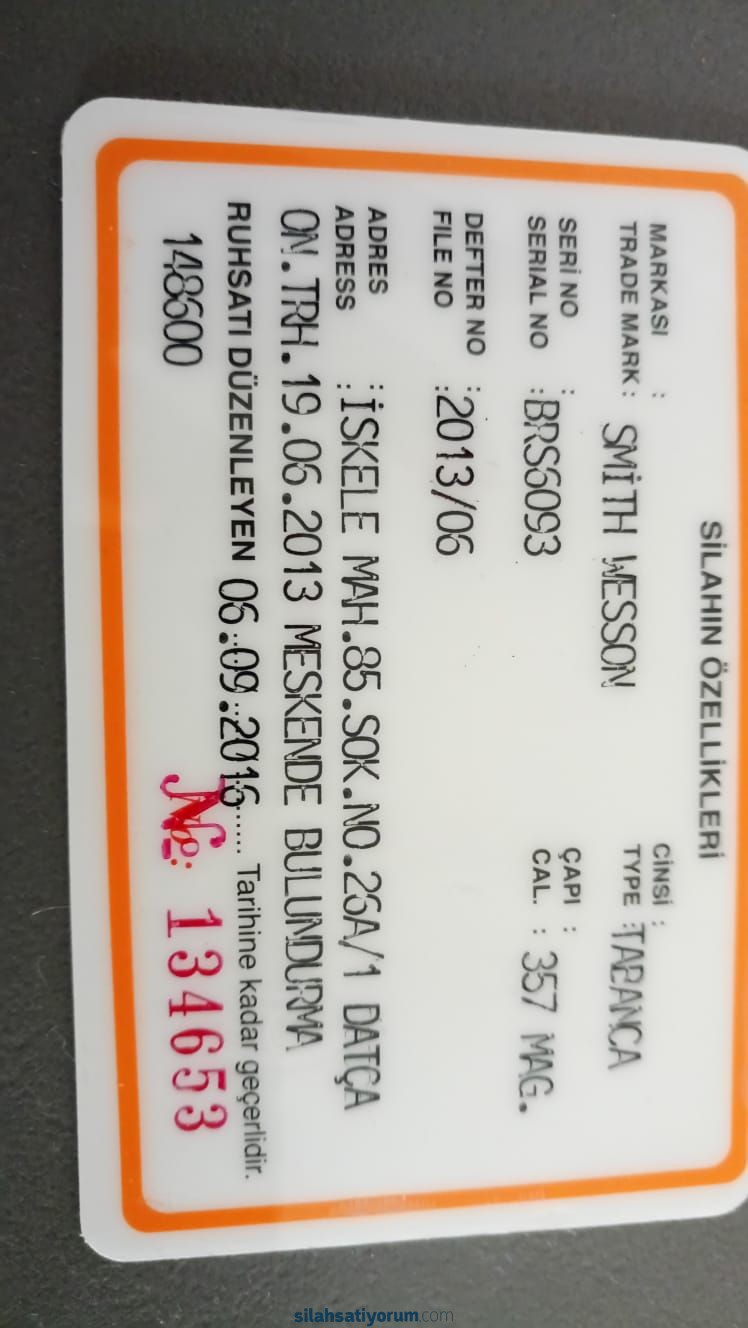 SİLAHIN ÖZELLİKLERİ
MARKASI :
TRADE MARK : SMİTH WESSON
CİNSİ :
TYPE : TABANCA
SERİ NO :
SERIAL NO : BRS6093
ÇAPI :
CAL. : 357 MAG.
DEFTER NO :
FILE NO : 2013/06
ADRES :
ADRESS : İSKELE MAH.85.SOK.NO.26A/1 DATÇA
ON.TRH.19.06.2013 MESKENDE BULUNDURMA
RUHSATI DÜZENLEYEN 06.09.2016...... Tarihine kadar geçerlidir.
148600
No: 134653
silahsatiyorum.com